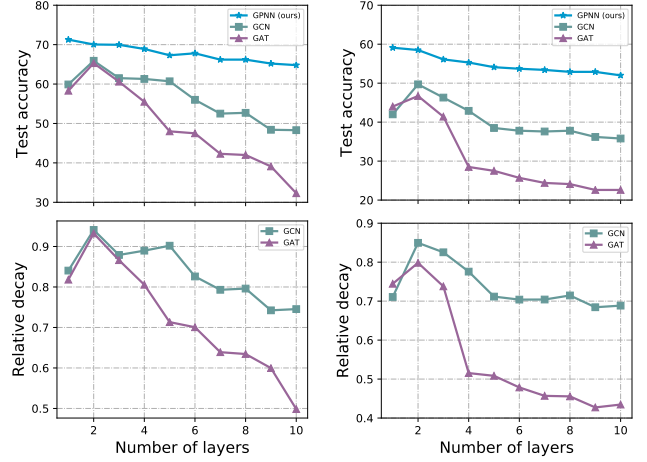 80
70
60
50
40
30
Test accuracy
GPNN (ours)
GCN
GAT
70
60
50
40
30
20
Test accuracy
GPNN (ours)
GCN
GAT
0.9
0.8
0.7
0.6
0.5
Relative decay
GCN
GAT
2 4 6 8 10
Number of layers
0.9
0.8
0.7
0.6
0.5
0.4
Relative decay
GCN
GAT
2 4 6 8 10
Number of layers